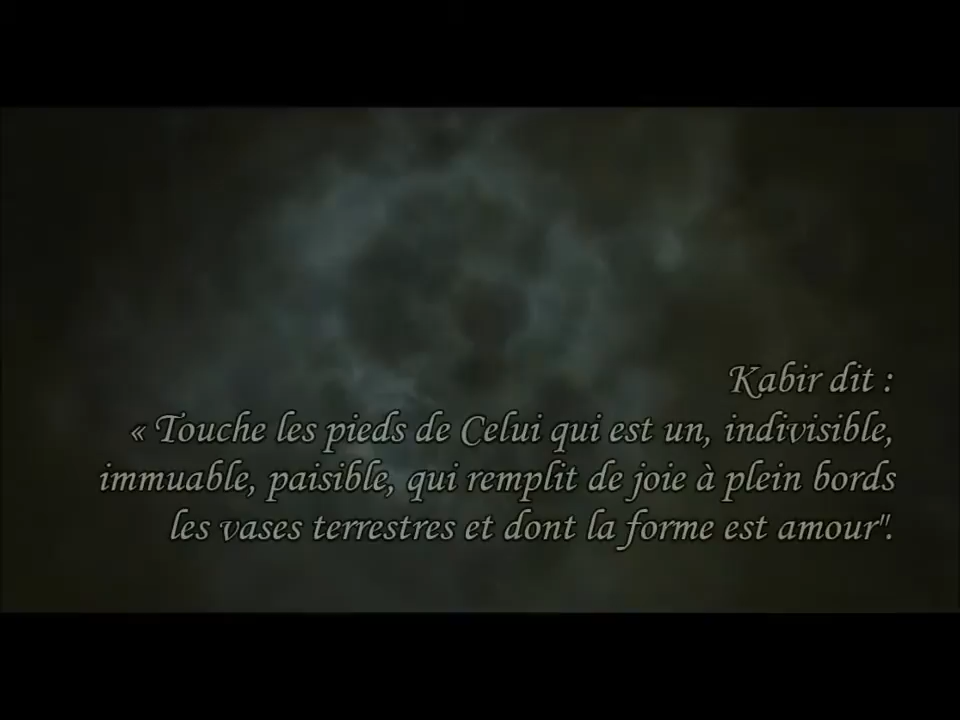 Kabir dit :
« Touche les pieds de Celui qui est un, indivisible,
immuable, paisible, qui remplit de joie à plein bords
les vases terrestres et dont la forme est amour".